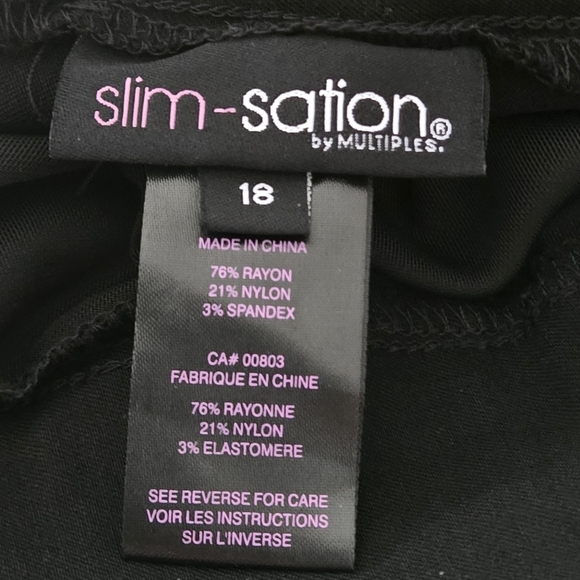 slim-sation®
by MULTIPLES.
18
MADE IN CHINA
76% RAYON
21% NYLON
3% SPANDEX
CA# 00803
FABRIQUE EN CHINE
76% RAYONNE
21% NYLON
3% ELASTOMERE
SEE REVERSE FOR CARE
VOIR LES INSTRUCTIONS
SUR L'INVERSE